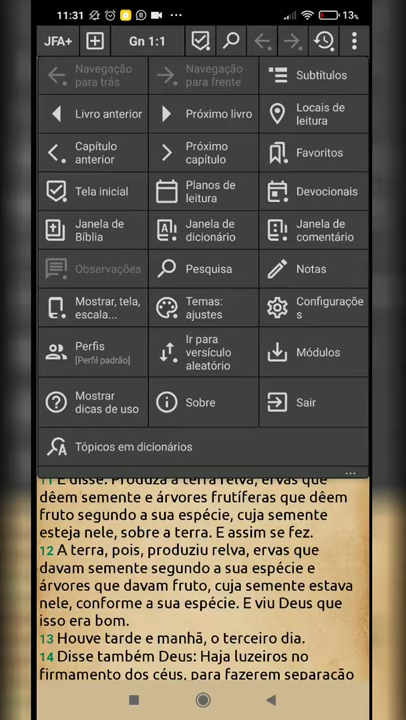 11:31 13%
JFA+ Gn 1:1
Navegação para trás
Navegação para frente
Subtítulos
Livro anterior
Próximo livro
Locais de leitura
Capítulo anterior
Próximo capítulo
Favoritos
Tela inicial
Planos de leitura
Devocionais
Janela de Bíblia
Janela de dicionário
Janela de comentário
Observações
Pesquisa
Notas
Mostrar, tela, escala...
Temas: ajustes
Configurações
Perfis
[Perfil padrão]
Ir para versículo aleatório
Módulos
Mostrar dicas de uso
Sobre
Sair
Tópicos em dicionários
...
11 E disse: Produza a terra relva, ervas que
dêem semente e árvores frutíferas que dêem
fruto segundo a sua espécie, cuja semente
esteja nele, sobre a terra. E assim se fez.
12 A terra, pois, produziu relva, ervas que
davam semente segundo a sua espécie e
árvores que davam fruto, cuja semente estava
nele, conforme a sua espécie. E viu Deus que
isso era bom.
13 Houve tarde e manhã, o terceiro dia.
14 Disse também Deus: Haja luzeiros no
firmamento dos céus, para fazerem separação